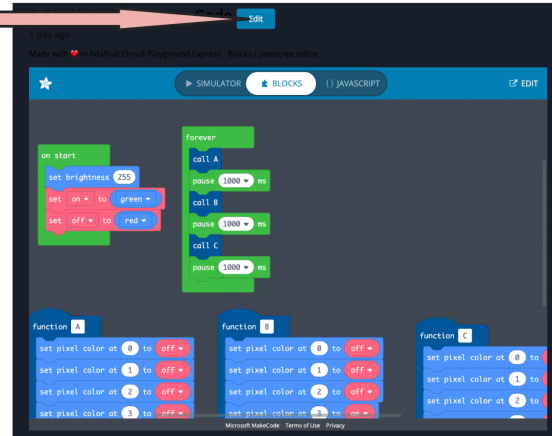 Code Edit
1 day ago
Made with ❤ in Adafruit Circuit Playground Express - Blocks / Javascript editor
SIMULATOR BLOCKS {} JAVASCRIPT EDIT
on start
set brightness 255
set on to green
set off to red
forever
call A
pause 1000 ms
call B
pause 1000 ms
call C
pause 1000 ms
function A
set pixel color at 0 to off
set pixel color at 1 to off
set pixel color at 2 to off
set pixel color at 3 to off
function B
set pixel color at 0 to off
set pixel color at 1 to off
set pixel color at 2 to off
set pixel color at 3 to on
function C
set pixel color at 0 to
set pixel color at 1 to
set pixel color at 2 to
Microsoft MakeCode Terms of Use Privacy